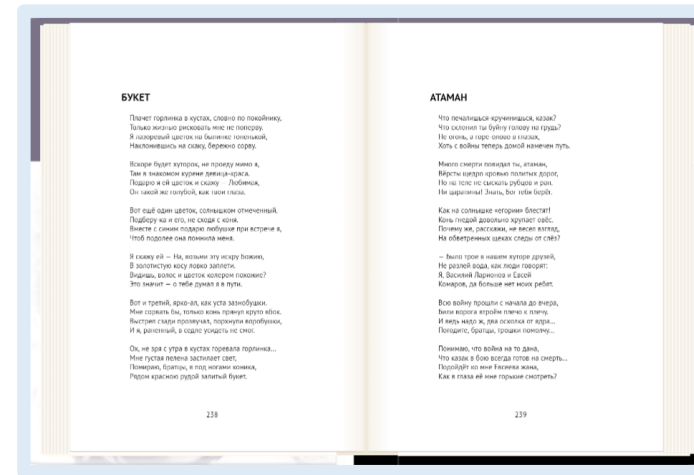 БУКЕТ
Плачет горлинка в кустах, словно по покойнику,
Только жизнью рисковать мне не поперву.
Я лазоревый цветок на былинке тоненькой,
Наклонившись на скаку, бережно сорву.
Вскоре будет хуторок, не проеду мимо я,
Там в знакомом курене девица-краса.
Подарю я ей цветок и скажу — Любимая,
Он такой же голубой, как твои глаза.
Вот ещё один цветок, солнышком отмеченный.
Подберу-ка и его, не сходя с коня.
Вместе с синим подарю любушке при встрече я,
Чтоб подолее она помнила меня.
Я скажу ей — На, возьми эту искру Божию,
В золотистую косу ловко заплети.
Видишь, волос и цветок колером похожие?
Это значит — о тебе думал я в пути.
Вот и третий, ярко-ал, как уста зазнобушки.
Мне сорвать бы, только конь прянул круто вбок.
Выстрел сзади прозвучал, порхнули воробушки,
И я, раненный, в седле усидеть не смог.
Ох, не зря с утра в кустах горевала горлинка...
Мне густая пелена застилает свет,
Помираю, братцы, я под ногами коника,
Рядом красною рудой залитый букет.
238
АТАМАН
Что печалишься-кручинишься, казак?
Что склонил ты буйну голову на грудь?
Не огонь, а горе-олово в глазах,
Хоть с войны теперь домой намечен путь.
Много смерти повидал ты, атаман,
Вёрсты щедро кровью политых дорог,
Но на теле не сыскать рубцов и ран.
Ни царапины! Знать, Бог тебя берёг.
Как на солнышке «егории» блестят!
Конь гнедой довольно хрупает овёс.
Почему же, расскажи, не весел взгляд,
На обветренных щеках следы от слёз?
— Было трое в нашем хуторе друзей,
Не разлей вода, как люди говорят:
Я, Василий Ларионов и Евсей
Комаров, да больше нет моих ребят.
Всю войну прошли с начала до вчера,
Били ворога втроём плечо к плечу.
И ведь надо ж, два осколка от ядра...
Погодите, братцы, трошки помолчу...
Понимаю, что война на то дана,
Что казак в бою всегда готов на смерть...
Подойдёт ко мне Евсеева жана,
Как в глаза её мне горькие смотреть?
239